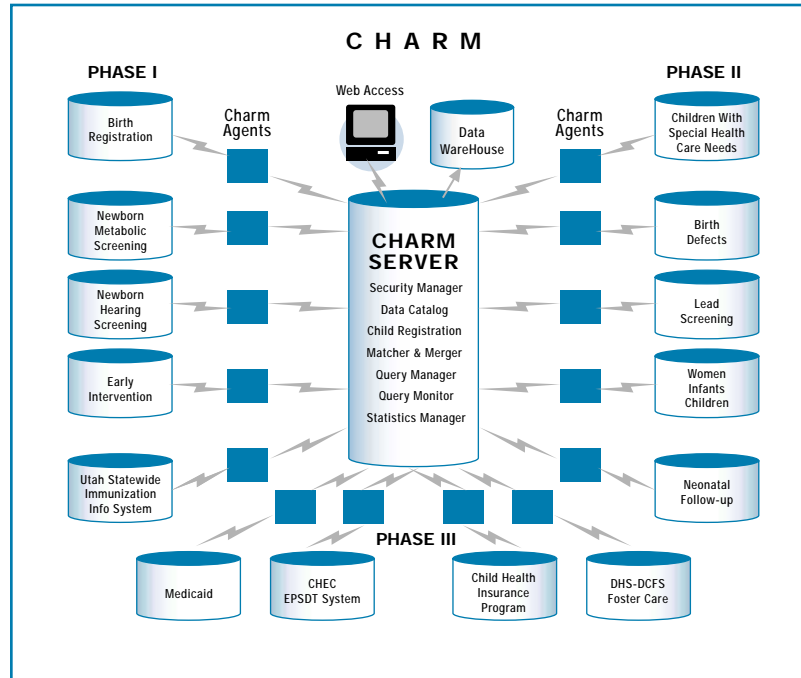 CHARM
PHASE I
PHASE II
Web Access
Birth
Registration
Charm
Agents
Data
WareHouse
Charm
Agents
Children With
Special Health
Care Needs
Newborn
Metabolic
Screening
Birth
Defects
CHARM
SERVER
Security Manager
Data Catalog
Child Registration
Matcher & Merger
Query Manager
Query Monitor
Statistics Manager
Newborn
Hearing
Screening
Lead
Screening
Early
Intervention
Women
Infants
Children
Utah Statewide
Immunization
Info System
Neonatal
Follow-up
PHASE III
Medicaid
CHEC
EPSDT System
Child Health
Insurance
Program
DHS-DCFS
Foster Care